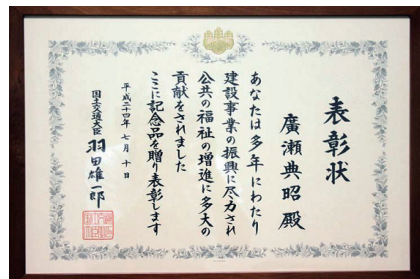 表彰状
廣瀬典昭殿
あなたは多年にわたり
建設事業の振興に尽力され
公共の福祉の増進に多大の
貢献をされました
ここに記念品を贈り表彰します
平成二十四年七月十日
国土交通大臣 羽田雄一郎